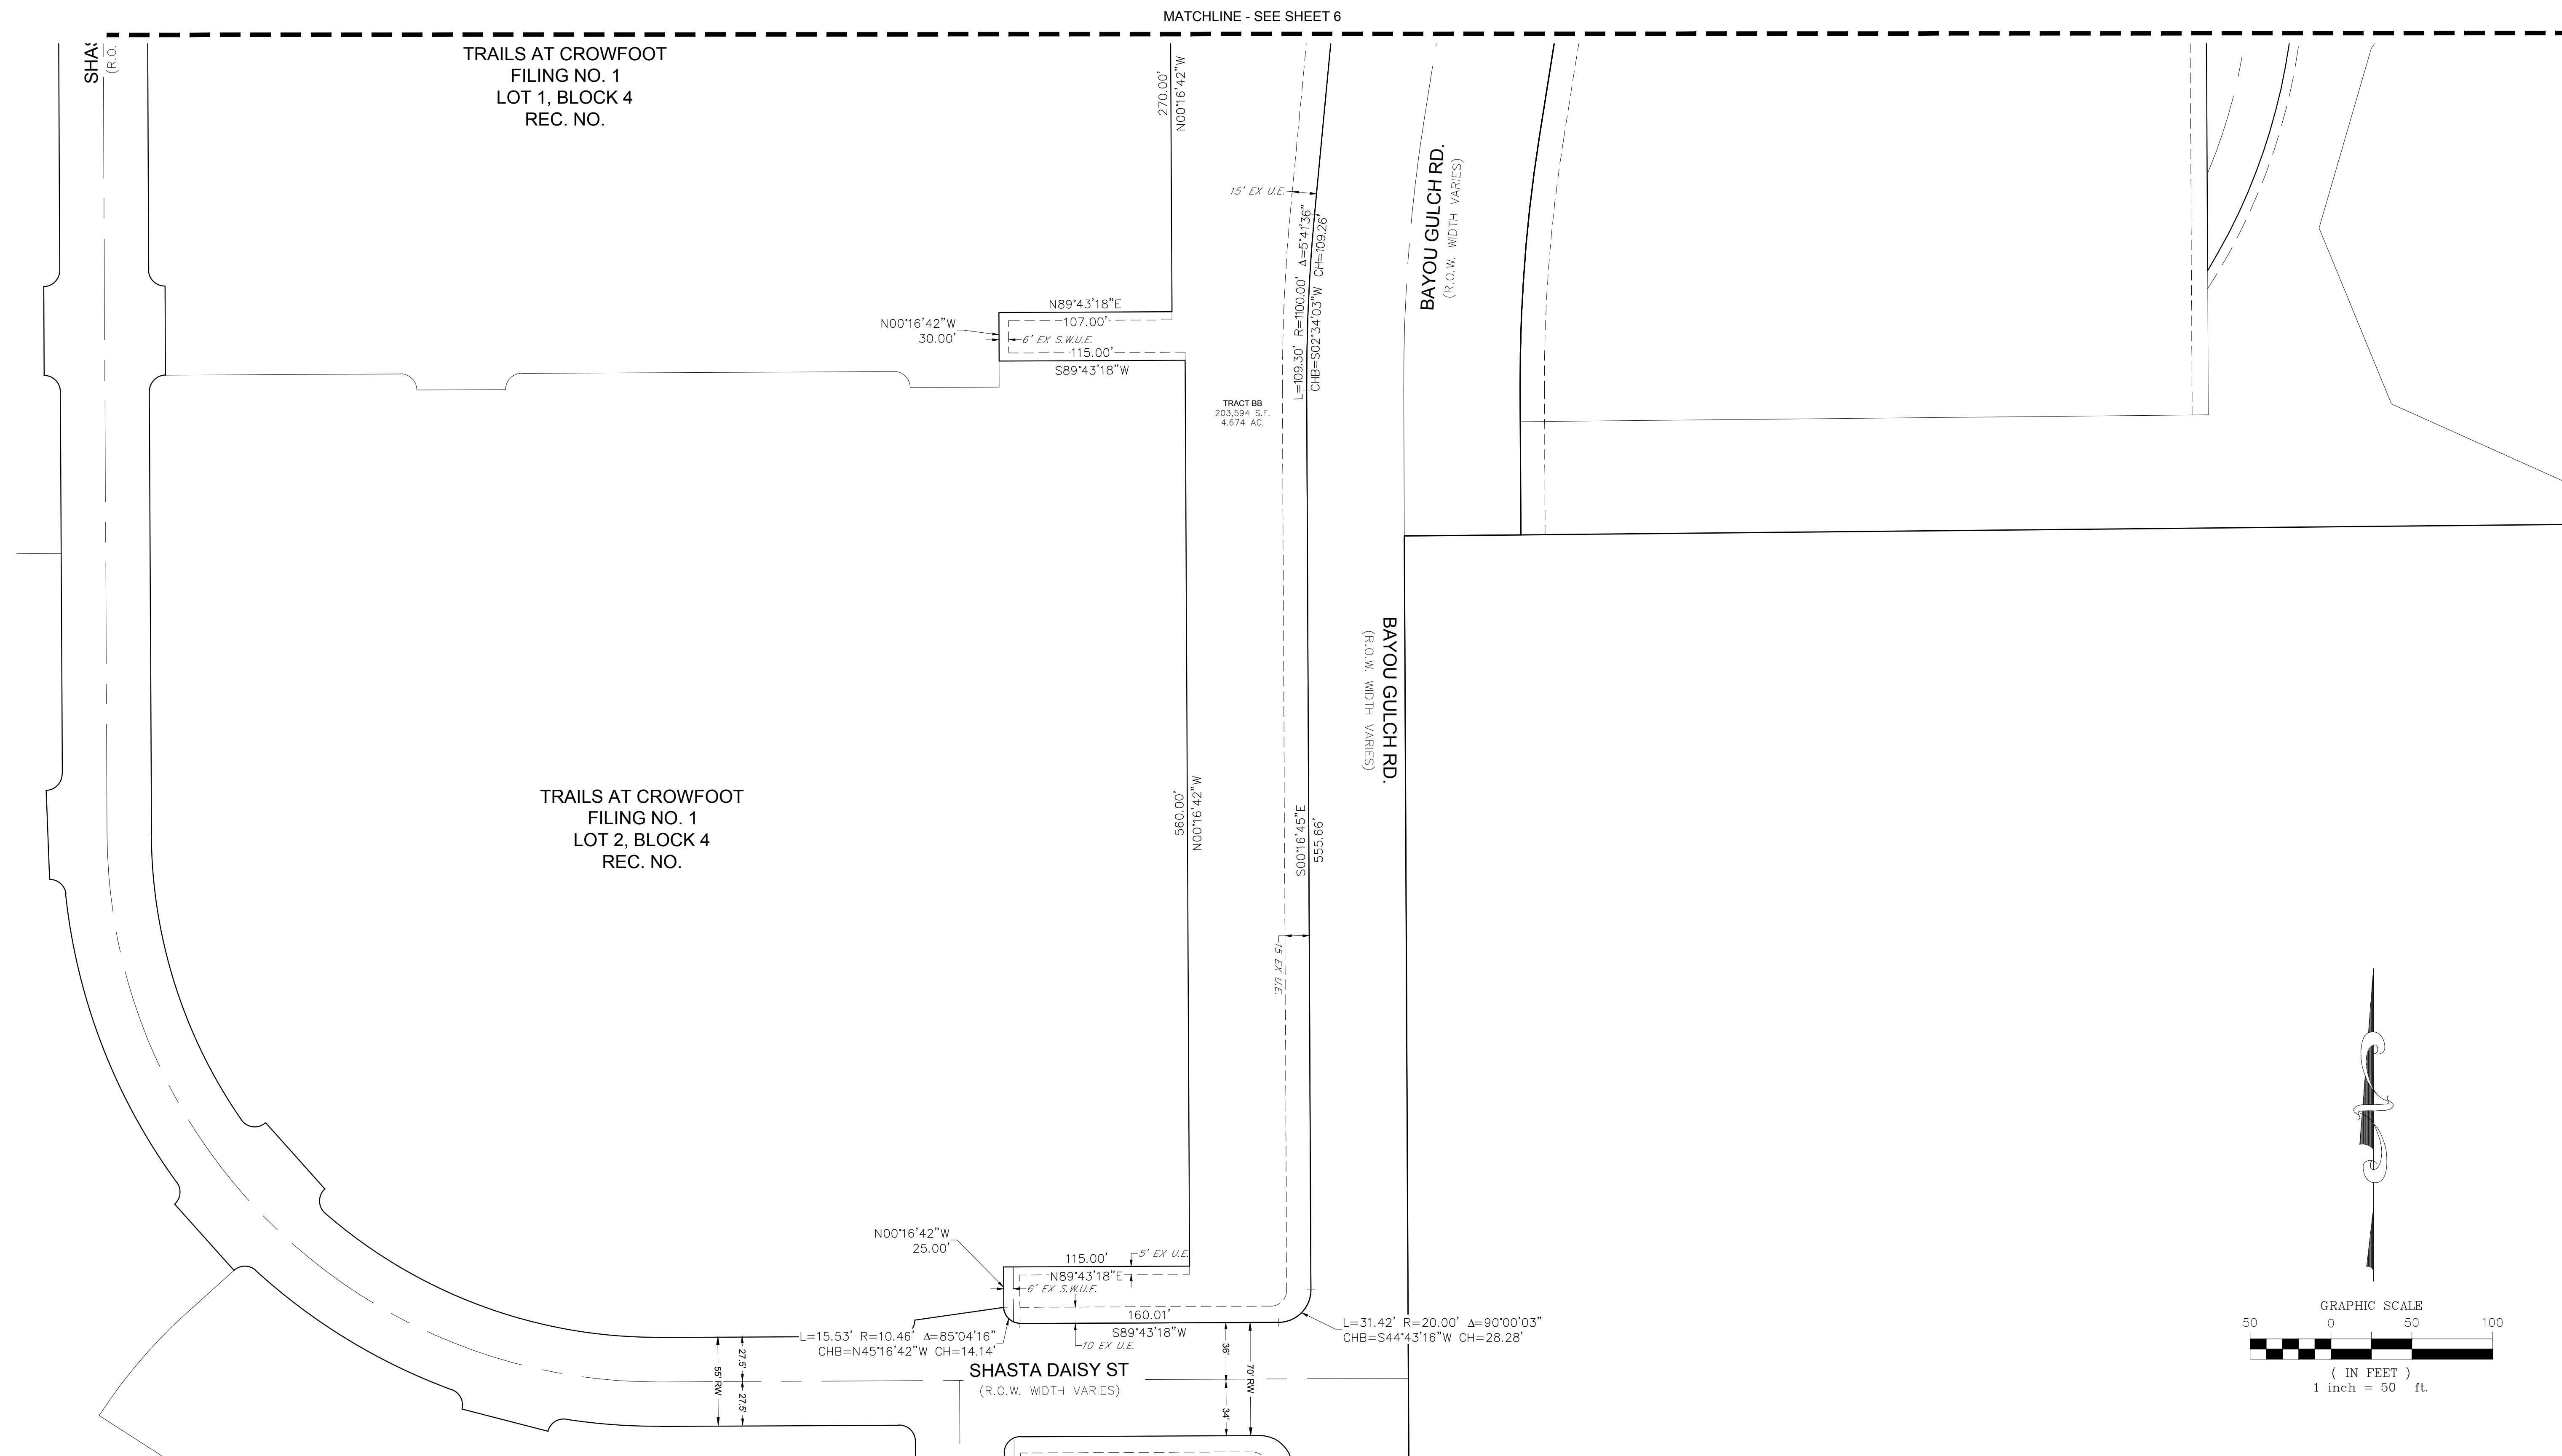 MATCHLINE - SEE SHEET 6
(R.O.
TRAILS AT CROWFOOT
FILING NO. 1
LOT 1, BLOCK 4
REC. NO.
270.00'
N00°16'42"W
15' EX U.E.
L=109.30' R=1100.00' Δ=5°41'36"
CHB=S02°34'03"W CH=109.26'
BAYOU GULCH RD.
(R.O.W. WIDTH VARIES)
N89°43'18"E
107.00'
N00°16'42"W
30.00'
6' EX S.W.U.E.
115.00'
S89°43'18"W
TRACT BB
203,594 S.F.
4.674 AC.
BAYOU GULCH RD.
(R.O.W. WIDTH VARIES)
TRAILS AT CROWFOOT
FILING NO. 1
LOT 2, BLOCK 4
REC. NO.
560.00'
N00°16'42"W
S00°16'45"E
555.66'
15 EX U.E.
N00°16'42"W
25.00'
115.00'
5' EX U.E.
N89°43'18"E
6' EX S.W.U.E.
160.01'
S89°43'18"W
10 EX U.E.
L=15.53' R=10.46' Δ=85°04'16"
CHB=N45°16'42"W CH=14.14'
L=31.42' R=20.00' Δ=90°00'03"
CHB=S44°43'16"W CH=28.28'
55' RW
27.5'
27.5'
SHASTA DAISY ST
(R.O.W. WIDTH VARIES)
36'
34'
70' RW
GRAPHIC SCALE
50 0 50 100
( IN FEET )
1 inch = 50 ft.